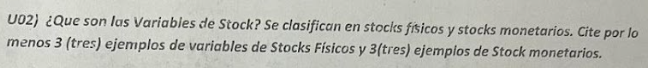 U02) ¿Que son las Variables de Stock? Se clasifican en stocks físicos y stocks monetarios. Cite por lo
menos 3 (tres) ejemplos de variables de Stocks Físicos y 3(tres) ejemplos de Stock monetarios.